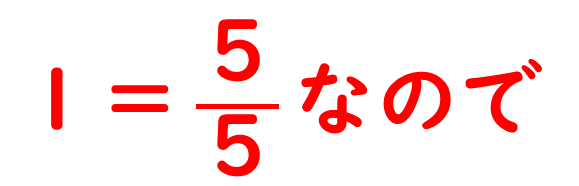 1 = 5/5 なので